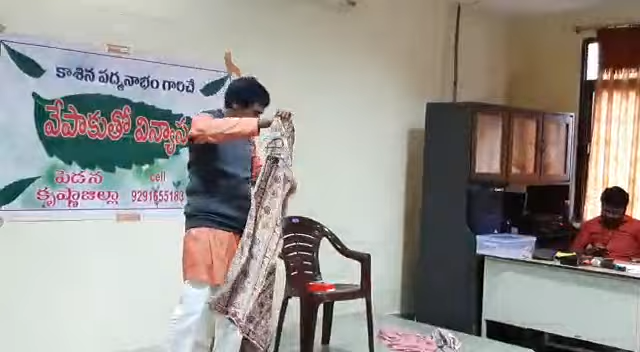 కాశిన పద్మనాభం గారిచే
వేపాకుతో విన్యాస
పెడన cell
కృష్ణాజిల్లా 9291655183